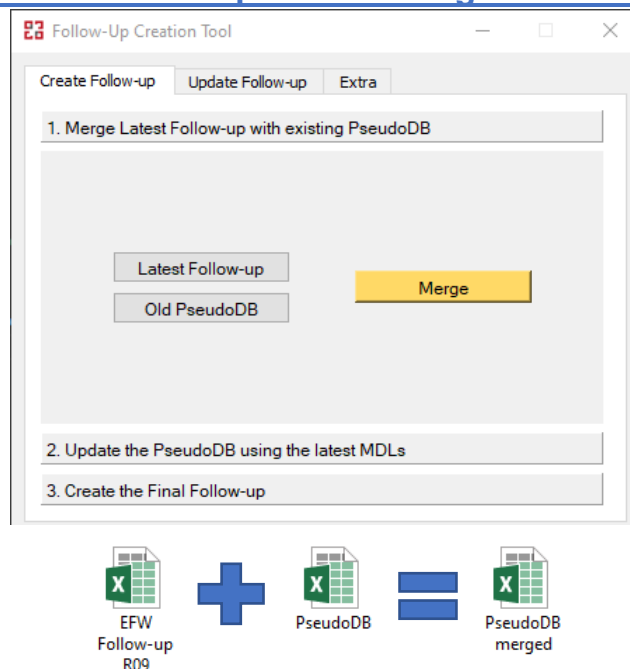 Follow-Up Creation Tool
Create Follow-up Update Follow-up Extra
1. Merge Latest Follow-up with existing PseudoDB
Latest Follow-up
Merge
Old PseudoDB
2. Update the PseudoDB using the latest MDLs
3. Create the Final Follow-up
EFW
Follow-up
R09
PseudoDB
PseudoDB
merged